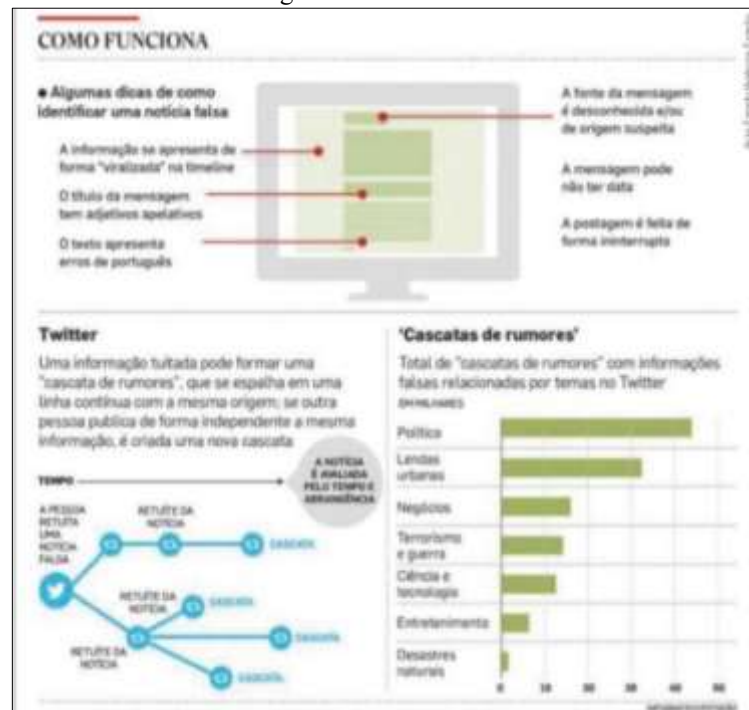 COMO FUNCIONA
● Algumas dicas de como
identificar uma notícia falsa
A informação se apresenta de
forma "viralizada" na timeline
O título da mensagem
tem adjetivos apelativos
O texto apresenta
erros de português
A fonte da mensagem
é desconhecida e/ou
de origem suspeita
A mensagem pode
não ter data
A postagem é feita de
forma ininterrupta
Twitter
Uma informação tuitada pode formar uma
"cascata de rumores", que se espalha em uma
linha contínua com a mesma origem; se outra
pessoa publica de forma independente a mesma
informação, é criada uma nova cascata
TEMPO
A NOTÍCIA
É AVALIADA
PELO TEMPO E
ABRANGÊNCIA
A PESSOA
RETUÍTA
UMA
NOTÍCIA
FALSA
RETUÍTE DA
NOTÍCIA
CASCATA
RETUÍTE DA
NOTÍCIA
CASCATA
CASCATA
RETUÍTE DA
NOTÍCIA
CASCATA
'Cascatas de rumores'
Total de "cascatas de rumores" com informações
falsas relacionadas por temas no Twitter
EM MILHARES
Política
Lendas
urbanas
Negócios
Terrorismo
e guerra
Ciência e
tecnologia
Entretenimento
Desastres
naturais
0 10 20 30 40 50